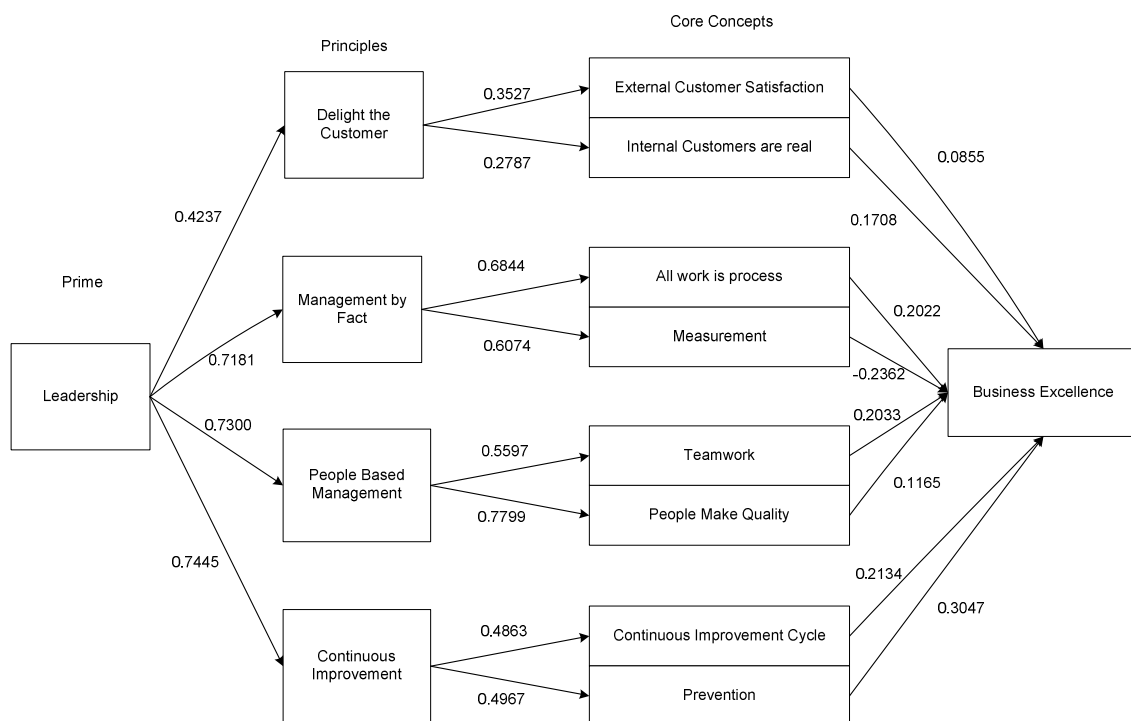 Core Concepts
Principles
Delight the
Customer
0.3527
0.2787
External Customer Satisfaction
Internal Customers are real
0.0855
0.1708
0.4237
Prime
Management by
Fact
0.6844
0.6074
All work is process
Measurement
0.2022
-0.2362
0.7181
Leadership
Business Excellence
0.7300
People Based
Management
0.5597
0.7799
Teamwork
People Make Quality
0.2033
0.1165
0.7445
Continuous
Improvement
0.4863
0.4967
Continuous Improvement Cycle
Prevention
0.2134
0.3047